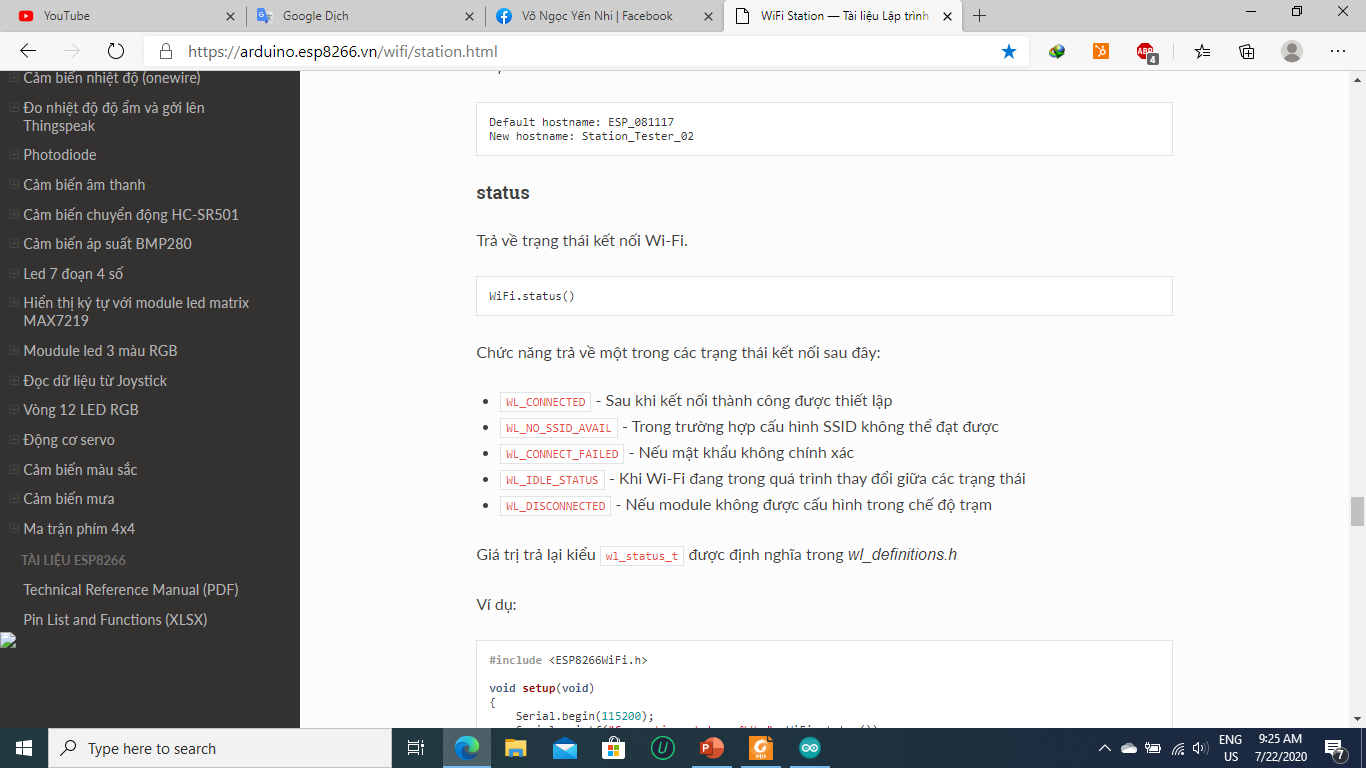 YouTube
Google Dịch
Võ Ngọc Yến Nhi | Facebook
WiFi Station — Tài liệu Lập trình
https://arduino.esp8266.vn/wifi/station.html
ABP
4
Cảm biến nhiệt độ (onewire)
Đo nhiệt độ độ ẩm và gởi lên
Thingspeak
Photodiode
Cảm biến âm thanh
Cảm biến chuyển động HC-SR501
Cảm biến áp suất BMP280
Led 7 đoạn 4 số
Hiển thị ký tự với module led matrix
MAX7219
Moudule led 3 màu RGB
Đọc dữ liệu từ Joystick
Vòng 12 LED RGB
Động cơ servo
Cảm biến màu sắc
Cảm biến mưa
Ma trận phím 4x4
TÀI LIỆU ESP8266
Technical Reference Manual (PDF)
Pin List and Functions (XLSX)
Default hostname: ESP_081117
New hostname: Station_Tester_02
status
Trả về trạng thái kết nối Wi-Fi.
WiFi.status()
Chức năng trả về một trong các trạng thái kết nối sau đây:
WL_CONNECTED - Sau khi kết nối thành công được thiết lập
WL_NO_SSID_AVAIL - Trong trường hợp cấu hình SSID không thể đạt được
WL_CONNECT_FAILED - Nếu mật khẩu không chính xác
WL_IDLE_STATUS - Khi Wi-Fi đang trong quá trình thay đổi giữa các trạng thái
WL_DISCONNECTED - Nếu module không được cấu hình trong chế độ trạm
Giá trị trả lại kiểu wl_status_t được định nghĩa trong wl_definitions.h
Ví dụ:
#include <ESP8266WiFi.h>
void setup(void)
{
Serial.begin(115200);
Type here to search
ENG
US
9:25 AM
7/22/2020
7